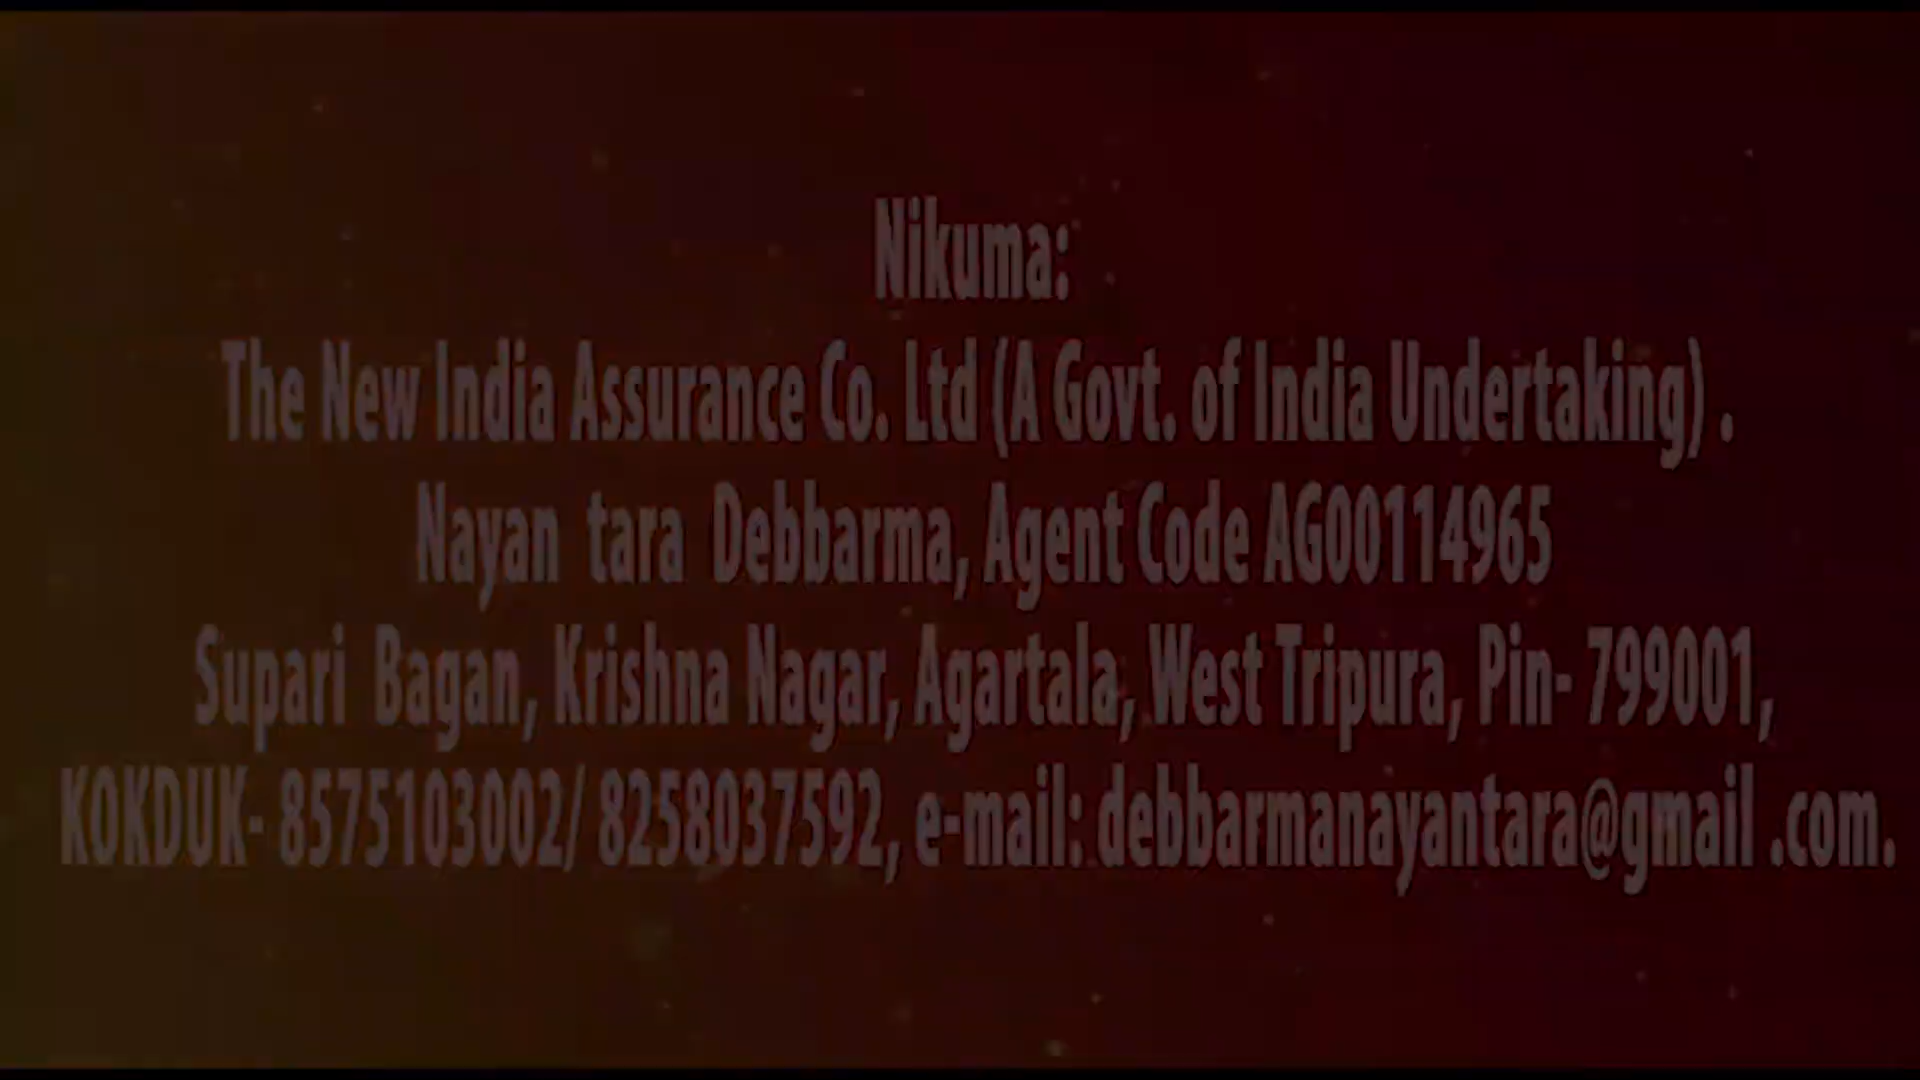 Nikuma:
The New India Assurance Co. Ltd (A Govt. of India Undertaking) .
Nayan tara Debbarma, Agent Code AG00114965
Supari Bagan, Krishna Nagar, Agartala, West Tripura, Pin- 799001,
KOKDUK- 8575103002/ 8258037592, e-mail: debbarmanayantara@gmail .com.